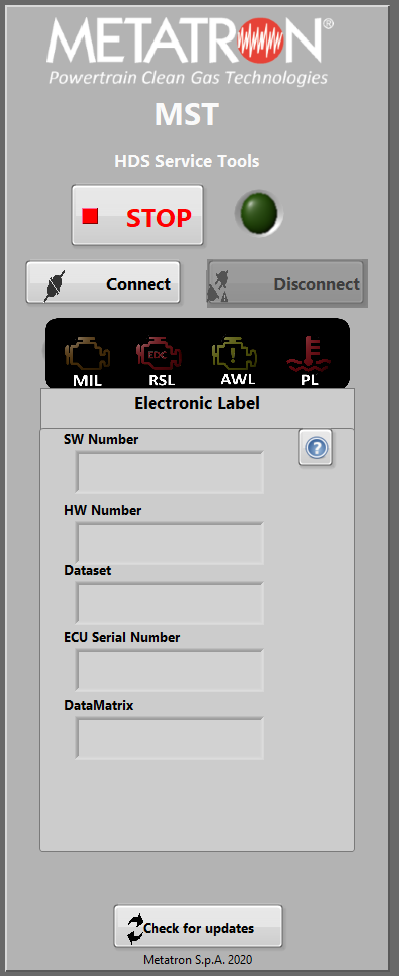 METATRON®
Powertrain Clean Gas Technologies
MST
HDS Service Tools
STOP
Connect
Disconnect
EDC
MIL RSL AWL PL
Electronic Label
SW Number
?
HW Number
Dataset
ECU Serial Number
DataMatrix
Check for updates
Metatron S.p.A. 2020